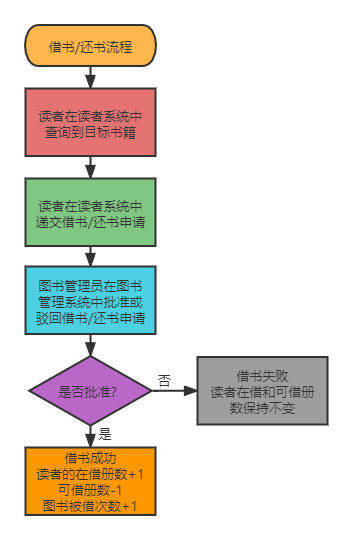 借书/还书流程
读者在读者系统中
查询到目标书籍
读者在读者系统中
递交借书/还书申请
图书管理员在图书
管理系统中批准或
驳回借书/还书申请
是否批准?
否
借书失败
读者在借和可借册
数保持不变
是
借书成功
读者的在借册数+1
可借册数-1
图书被借次数+1